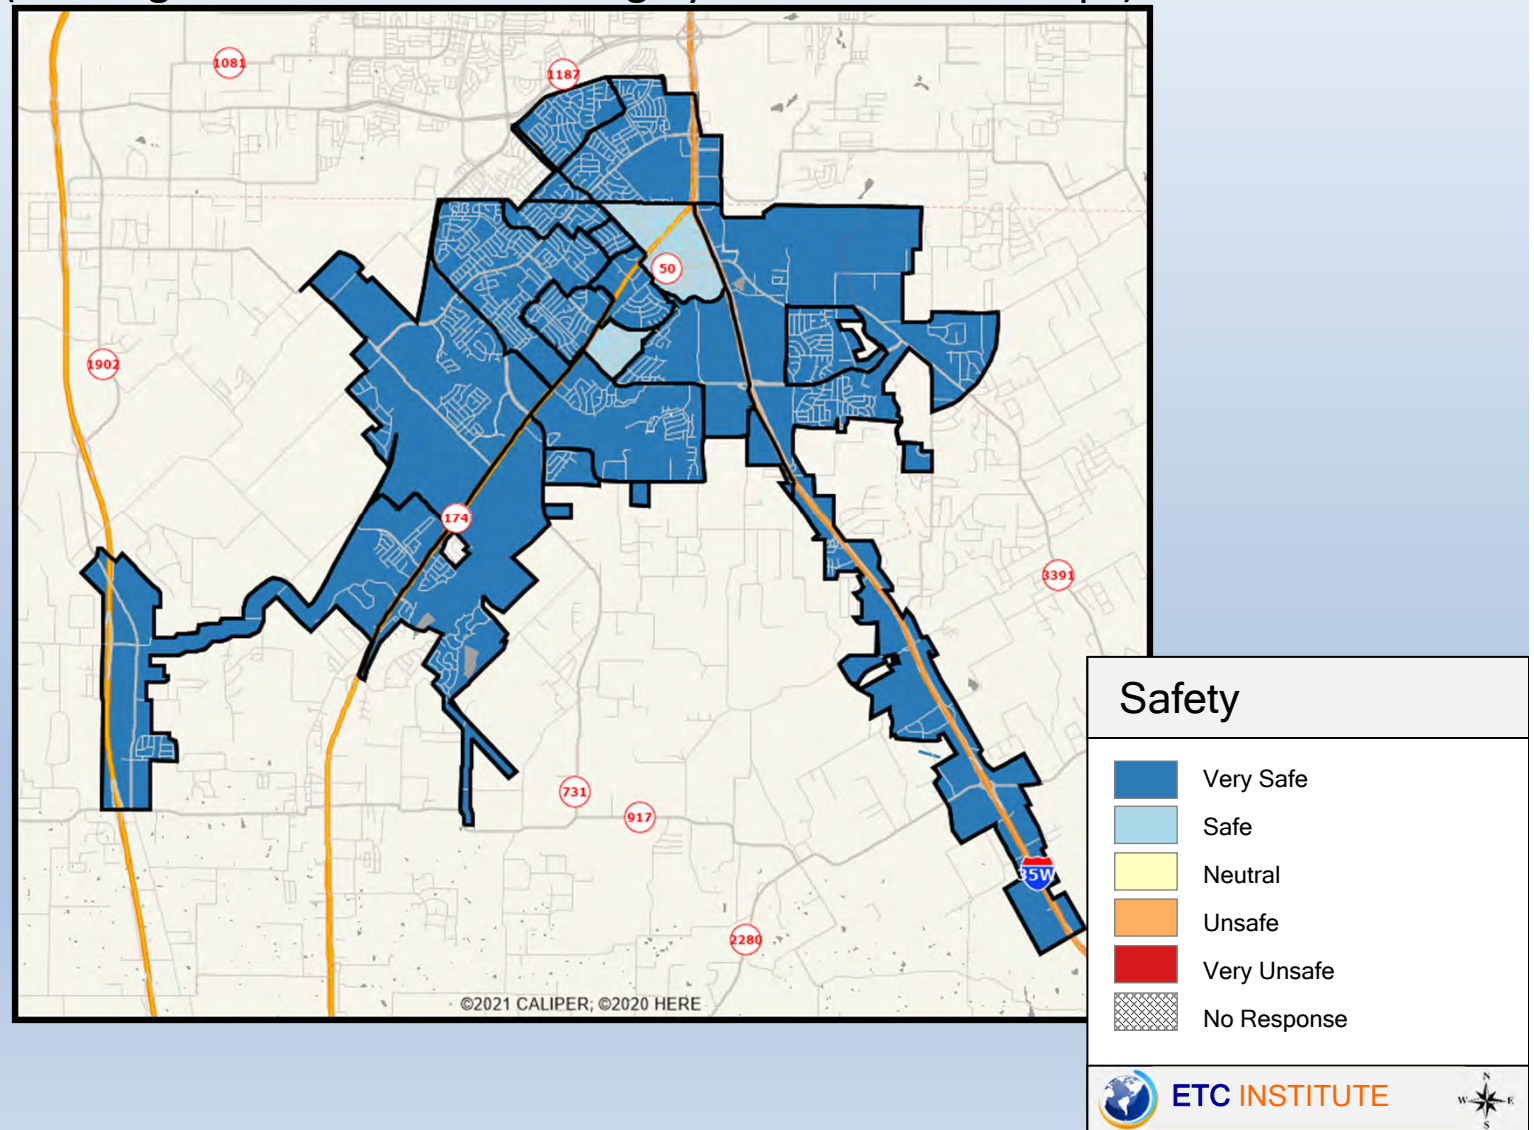 1081
1187
50
1902
174
3391
731
917
35W
2280
©2021 CALIPER; ©2020 HERE
Safety
Very Safe
Safe
Neutral
Unsafe
Very Unsafe
No Response
ETC INSTITUTE
N
W E
S